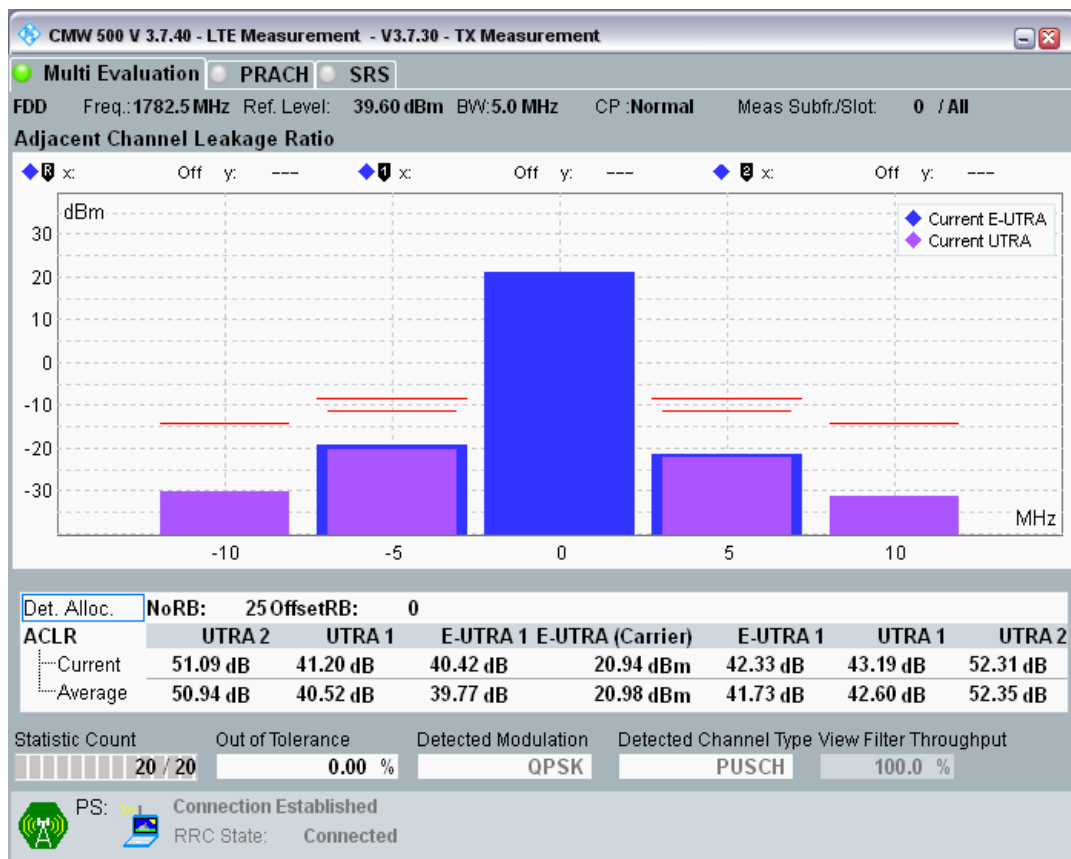 CMW 500 V 3.7.40 - LTE Measurement - V3.7.30 - TX Measurement
Multi Evaluation PRACH SRS
FDD Freq.:1782.5 MHz Ref. Level: 39.60 dBm BW:5.0 MHz CP :Normal Meas Subfr./Slot: 0 / All
Adjacent Channel Leakage Ratio
R x: Off y: --- 1 x: Off y: --- 2 x: Off y: ---
dBm
Current E-UTRA
Current UTRA
30
20
10
0
-10
-20
-30
MHz
-10 -5 0 5 10
Det. Alloc. NoRB: 25 OffsetRB: 0
ACLR UTRA 2 UTRA 1 E-UTRA 1 E-UTRA (Carrier) E-UTRA 1 UTRA 1 UTRA 2
Current 51.09 dB 41.20 dB 40.42 dB 20.94 dBm 42.33 dB 43.19 dB 52.31 dB
Average 50.94 dB 40.52 dB 39.77 dB 20.98 dBm 41.73 dB 42.60 dB 52.35 dB
Statistic Count Out of Tolerance Detected Modulation Detected Channel Type View Filter Throughput
20 / 20 0.00 % QPSK PUSCH 100.0 %
PS: Connection Established
RRC State: Connected